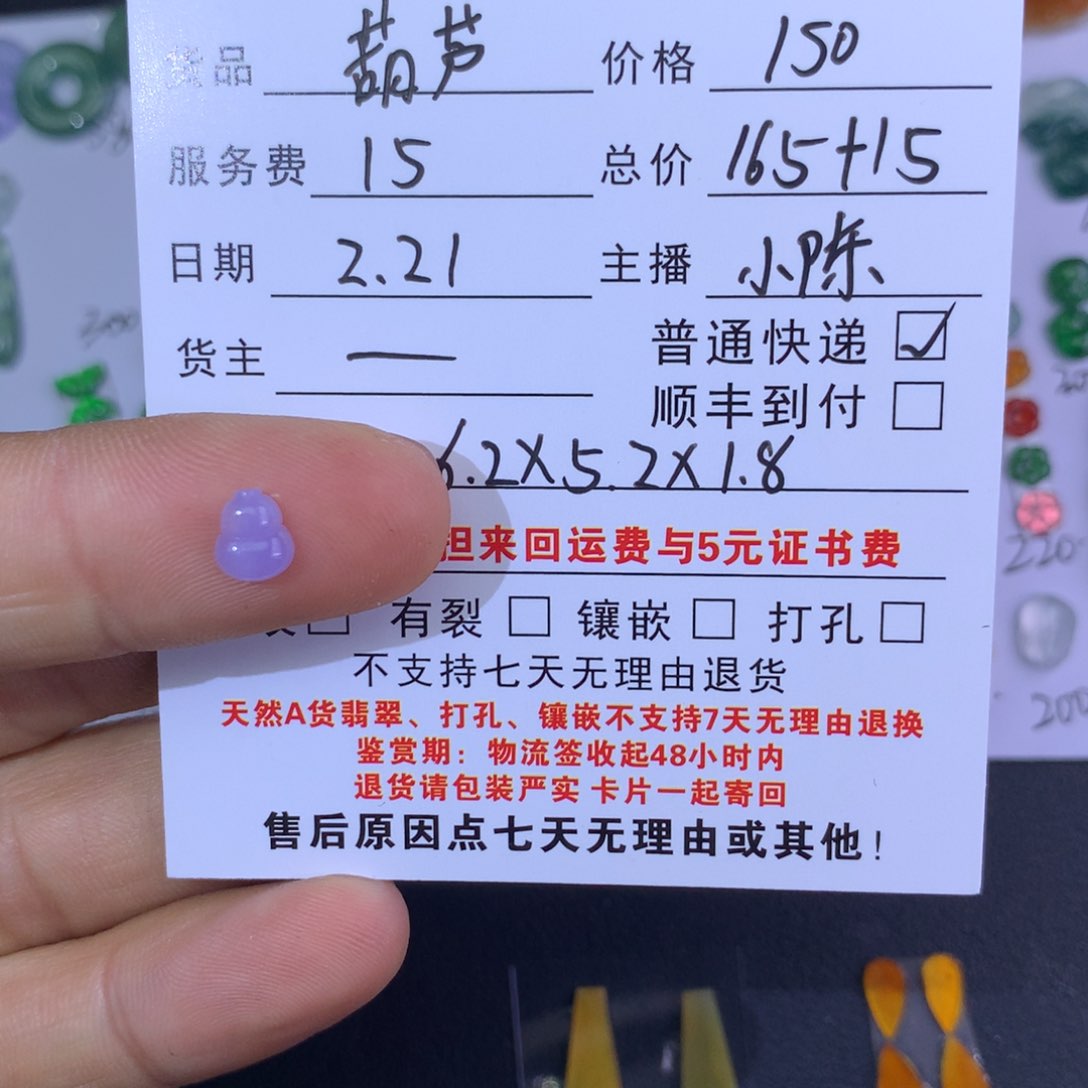 货品 葫芦 价格 150
服务费 15 总价 165+15
日期 2.21 主播 小陈
货主 一 普通快递 ☑
顺丰到付 □
6.2X5.2X1.8
担来回运费与5元证书费
□ 有裂 □ 镶嵌 □ 打孔 □
不支持七天无理由退货
天然A货翡翠、打孔、镶嵌不支持7天无理由退换
鉴赏期：物流签收起48小时内
退货请包装严实 卡片一起寄回
售后原因点七天无理由或其他！
220